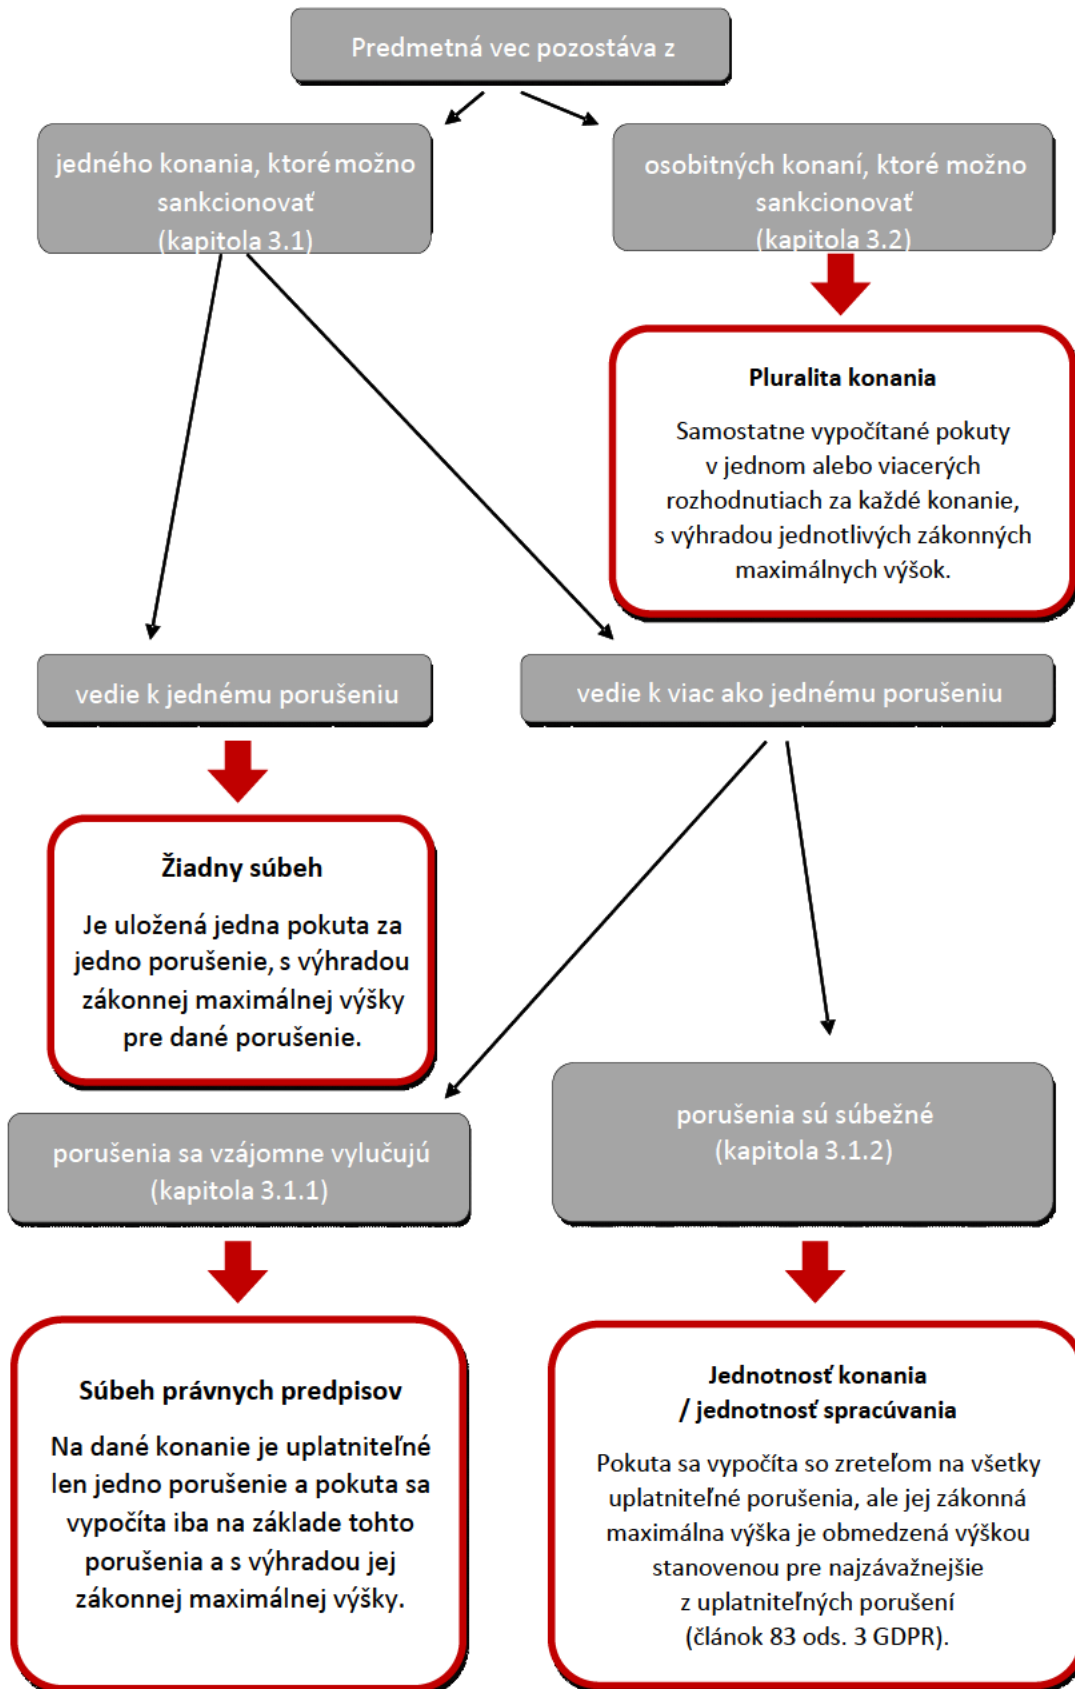 Predmetná vec pozostáva z
jedného konania, ktoré možno
sankcionovať
(kapitola 3.1)
osobitných konaní, ktoré možno
sankcionovať
(kapitola 3.2)
Pluralita konania
Samostatne vypočítané pokuty
v jednom alebo viacerých
rozhodnutiach za každé konanie,
s výhradou jednotlivých zákonných
maximálnych výšok.
vedie k jednému porušeniu
vedie k viac ako jednému porušeniu
Žiadny súbeh
Je uložená jedna pokuta za
jedno porušenie, s výhradou
zákonnej maximálnej výšky
pre dané porušenie.
porušenia sa vzájomne vylučujú
(kapitola 3.1.1)
porušenia sú súbežné
(kapitola 3.1.2)
Súbeh právnych predpisov
Na dané konanie je uplatniteľné
len jedno porušenie a pokuta sa
vypočíta iba na základe tohto
porušenia a s výhradou jej
zákonnej maximálnej výšky.
Jednotnosť konania
/ jednotnosť spracúvania
Pokuta sa vypočíta so zreteľom na všetky
uplatniteľné porušenia, ale jej zákonná
maximálna výška je obmedzená výškou
stanovenou pre najzávažnejšie
z uplatniteľných porušení
(článok 83 ods. 3 GDPR).